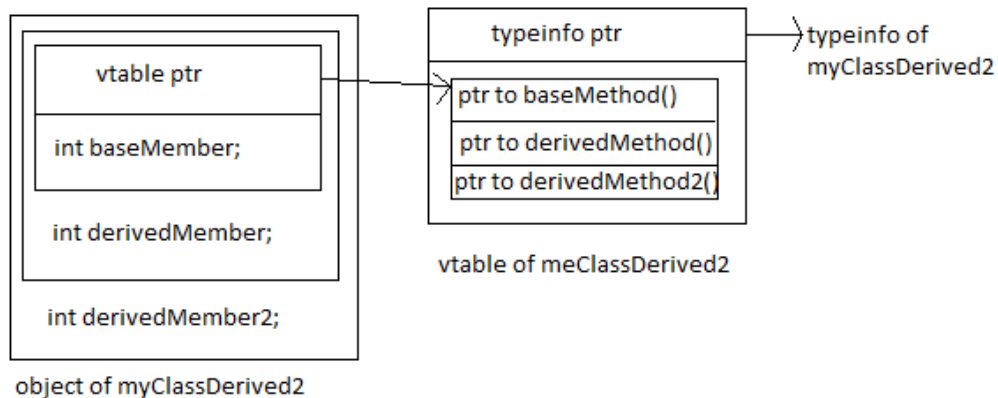 vtable ptr
int baseMember;
int derivedMember;
int derivedMember2;
object of myClassDerived2
typeinfo ptr
ptr to baseMethod()
ptr to derivedMethod()
ptr to derivedMethod2()
vtable of meClassDerived2
typeinfo of
myClassDerived2